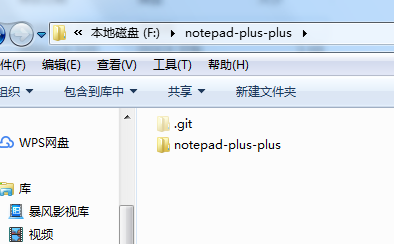 « 本地磁盘 (F:) ▸ notepad-plus-plus ▸
件(F) 编辑(E) 查看(V) 工具(T) 帮助(H)
组织 包含到库中 共享 新建文件夹
.git
WPS网盘
notepad-plus-plus
库
暴风影视库
视频